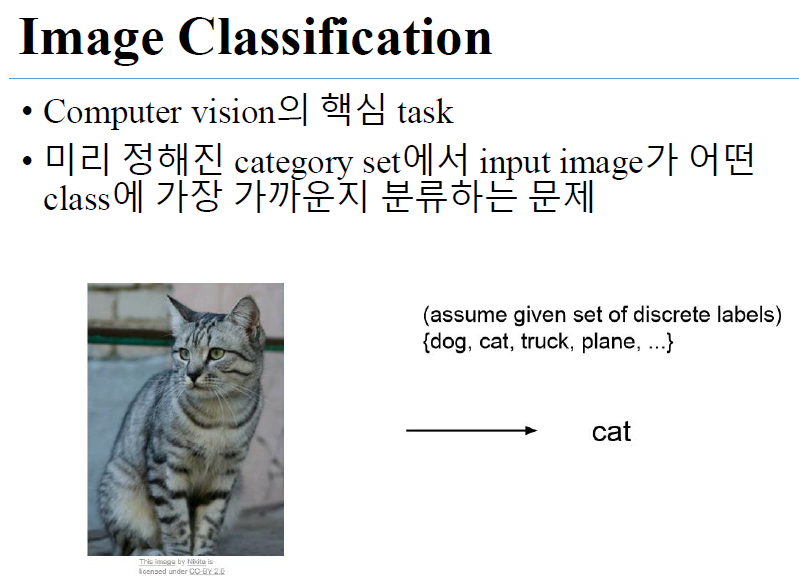 Image Classification
• Computer vision의 핵심 task
• 미리 정해진 category set에서 input image가 어떤
class에 가장 가까운지 분류하는 문제
(assume given set of discrete labels)
{dog, cat, truck, plane, ...}
cat
This image by Nikita is
licensed under CC-BY 2.0